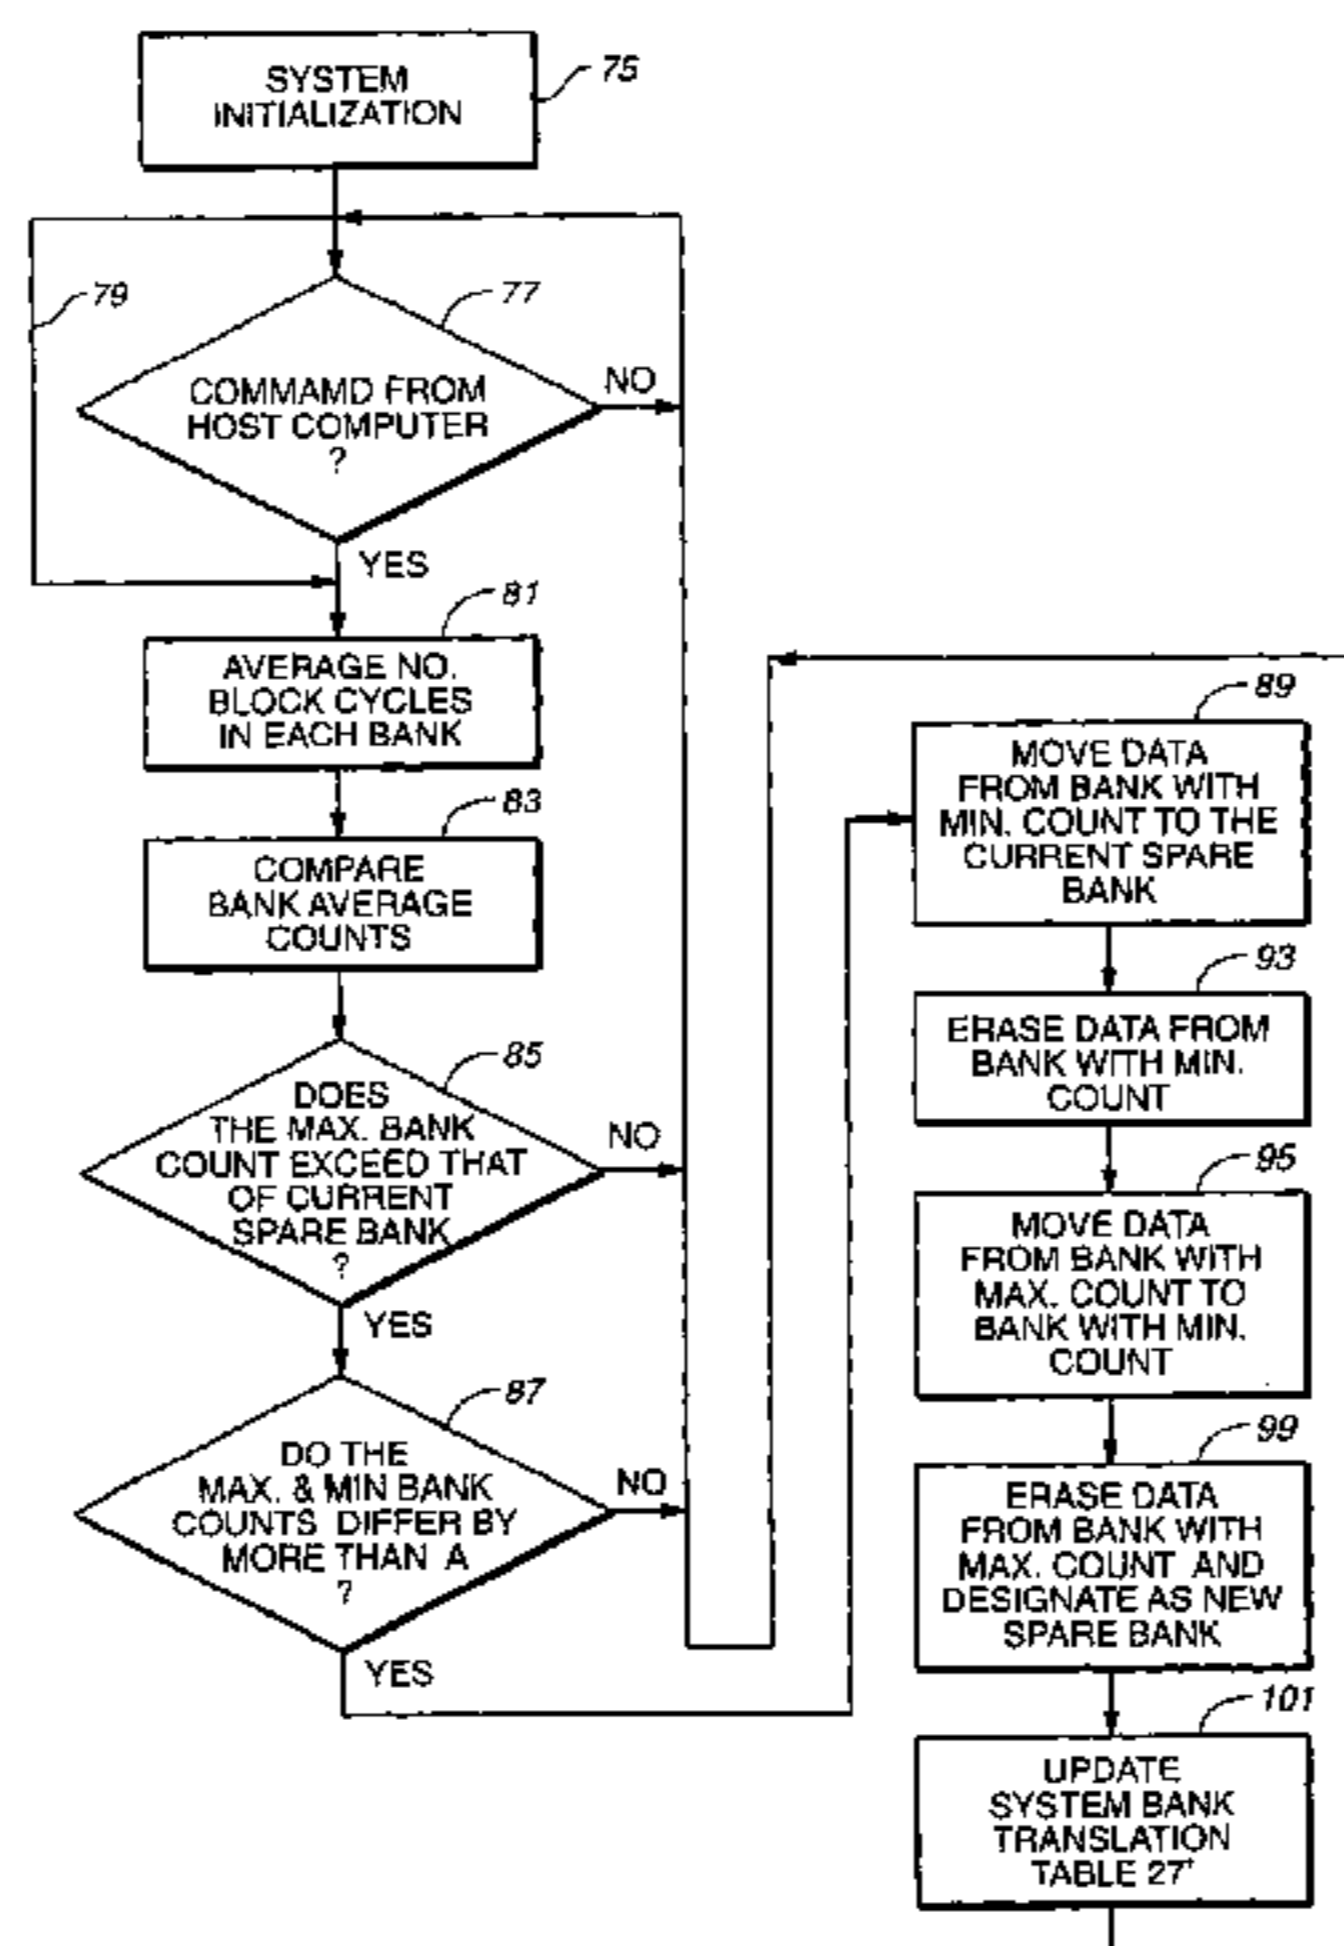 SYSTEM
INITIALIZATION
75
79
77
COMMAMD FROM
HOST COMPUTER
?
NO
YES
81
AVERAGE NO.
BLOCK CYCLES
IN EACH BANK
83
COMPARE
BANK AVERAGE
COUNTS
85
DOES
THE MAX. BANK
COUNT EXCEED THAT
OF CURRENT
SPARE BANK
?
NO
YES
87
DO THE
MAX. & MIN BANK
COUNTS DIFFER BY
MORE THAN A
?
NO
YES
89
MOVE DATA
FROM BANK WITH
MIN. COUNT TO THE
CURRENT SPARE
BANK
93
ERASE DATA FROM
BANK WITH MIN.
COUNT
95
MOVE DATA
FROM BANK WITH
MAX. COUNT TO
BANK WITH MIN.
COUNT
99
ERASE DATA
FROM BANK WITH
MAX. COUNT AND
DESIGNATE AS NEW
SPARE BANK
101
UPDATE
SYSTEM BANK
TRANSLATION
TABLE 27'